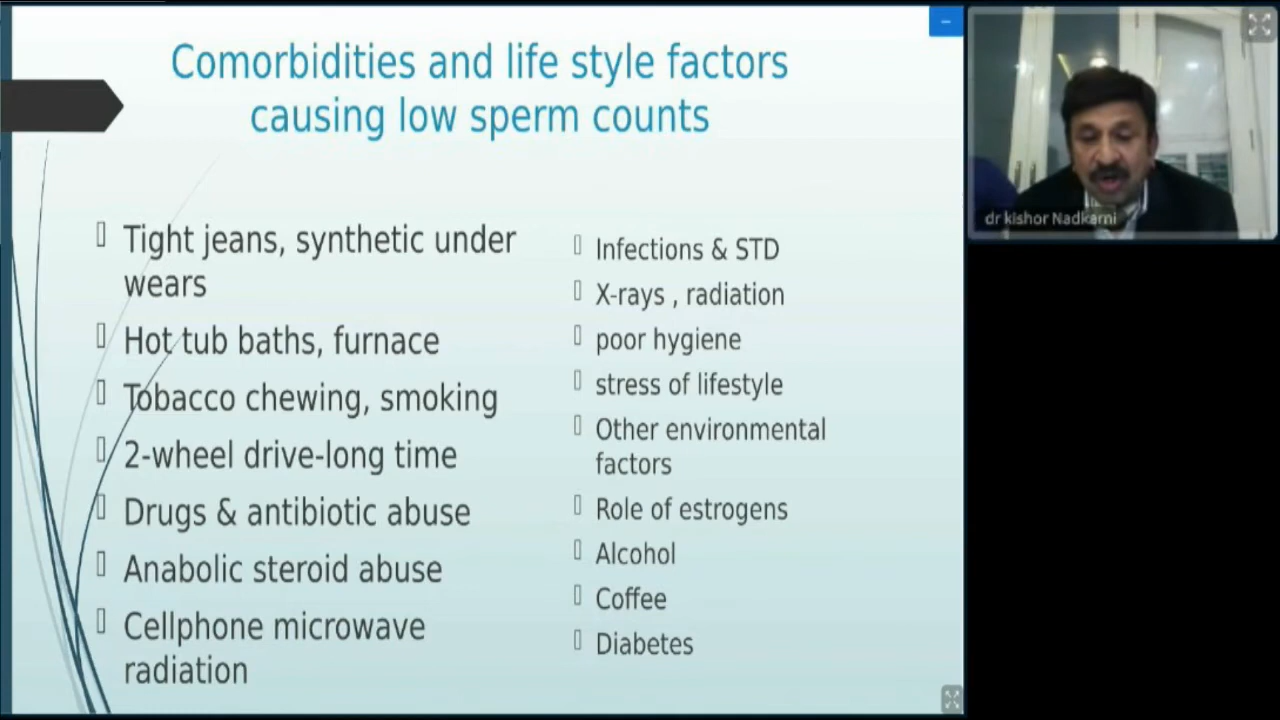 Comorbidities and life style factors
causing low sperm counts
Tight jeans, synthetic under
wears
Hot tub baths, furnace
Tobacco chewing, smoking
2-wheel drive-long time
Drugs & antibiotic abuse
Anabolic steroid abuse
Cellphone microwave
radiation
Infections & STD
X-rays , radiation
poor hygiene
stress of lifestyle
Other environmental
factors
Role of estrogens
Alcohol
Coffee
Diabetes
dr kishor Nadkarni